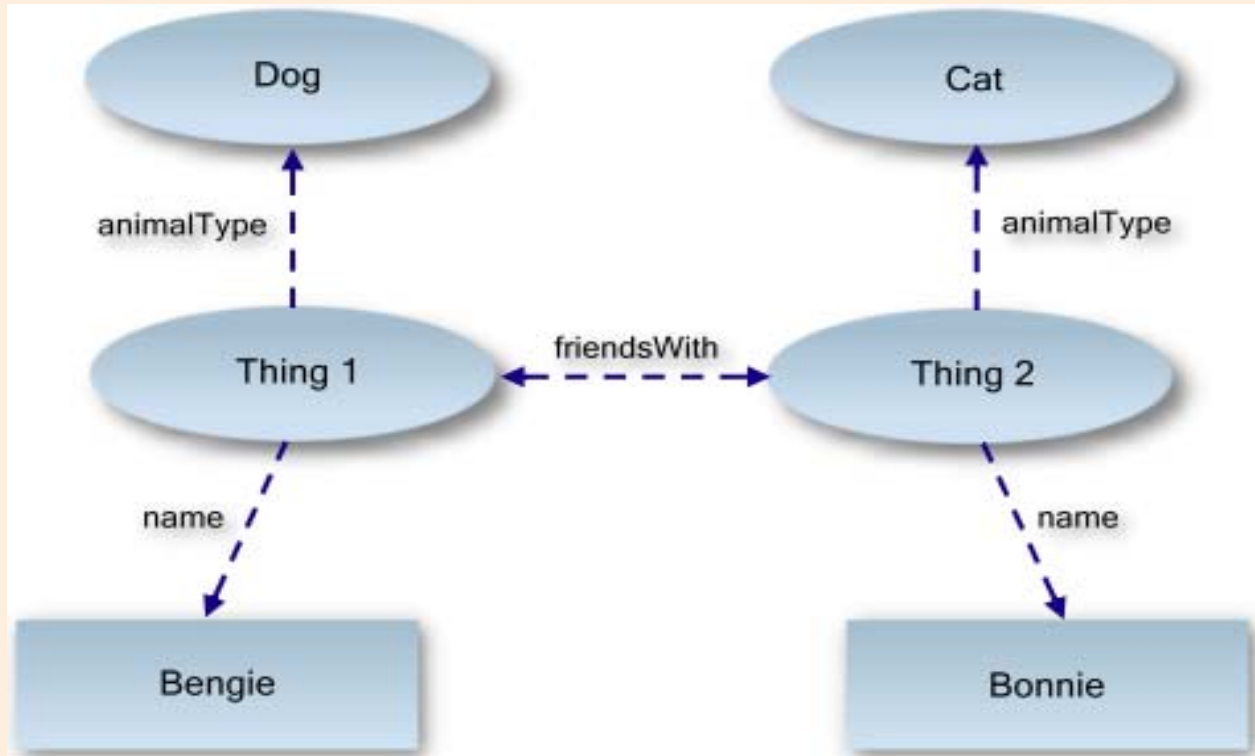 Dog
Cat
animalType
animalType
Thing 1
friendsWith
Thing 2
name
name
Bengie
Bonnie